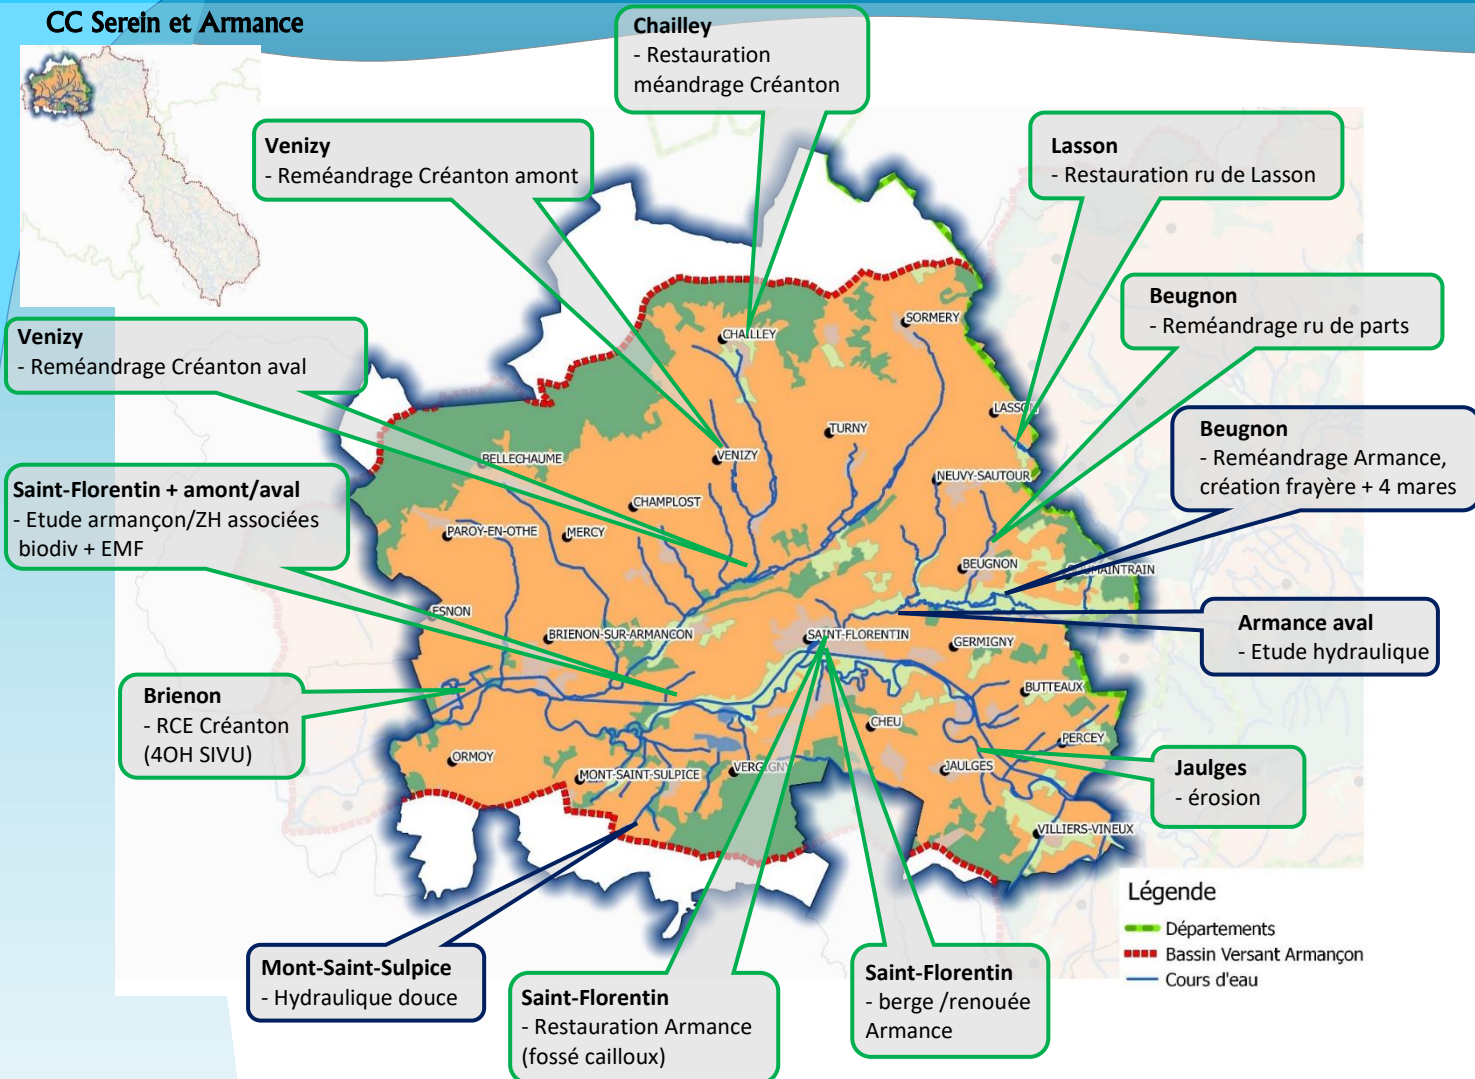 CC Serein et Armance
Chailley
- Restauration
méandrage Créanton
Venizy
- Reméandrage Créanton amont
Lasson
- Restauration ru de Lasson
Beugnon
- Reméandrage ru de parts
Venizy
- Reméandrage Créanton aval
Beugnon
- Reméandrage Armance,
création frayère + 4 mares
Saint-Florentin + amont/aval
- Etude armançon/ZH associées
biodiv + EMF
Armance aval
- Etude hydraulique
Brienon
- RCE Créanton
(4OH SIVU)
Jaulges
- érosion
Mont-Saint-Sulpice
- Hydraulique douce
Saint-Florentin
- Restauration Armance
(fossé cailloux)
Saint-Florentin
- berge /renouée
Armance
SORMERY
CHAILLEY
LASSON
TURNY
VENIZY
BELLECHAUME
NEUVY-SAUTOUR
CHAMPLOST
PAROY-EN-OTHE
MERCY
BEUGNON
ESNON
BRIENON-SUR-ARMANCON
SAINT-FLORENTIN
GERMIGNY
BUTTEAUX
CHEU
PERCEY
ORMOY
MONT-SAINT-SULPICE
VERGIGNY
JAULGES
VILLIERS-VINEUX
Légende
Départements
Bassin Versant Armançon
Cours d'eau